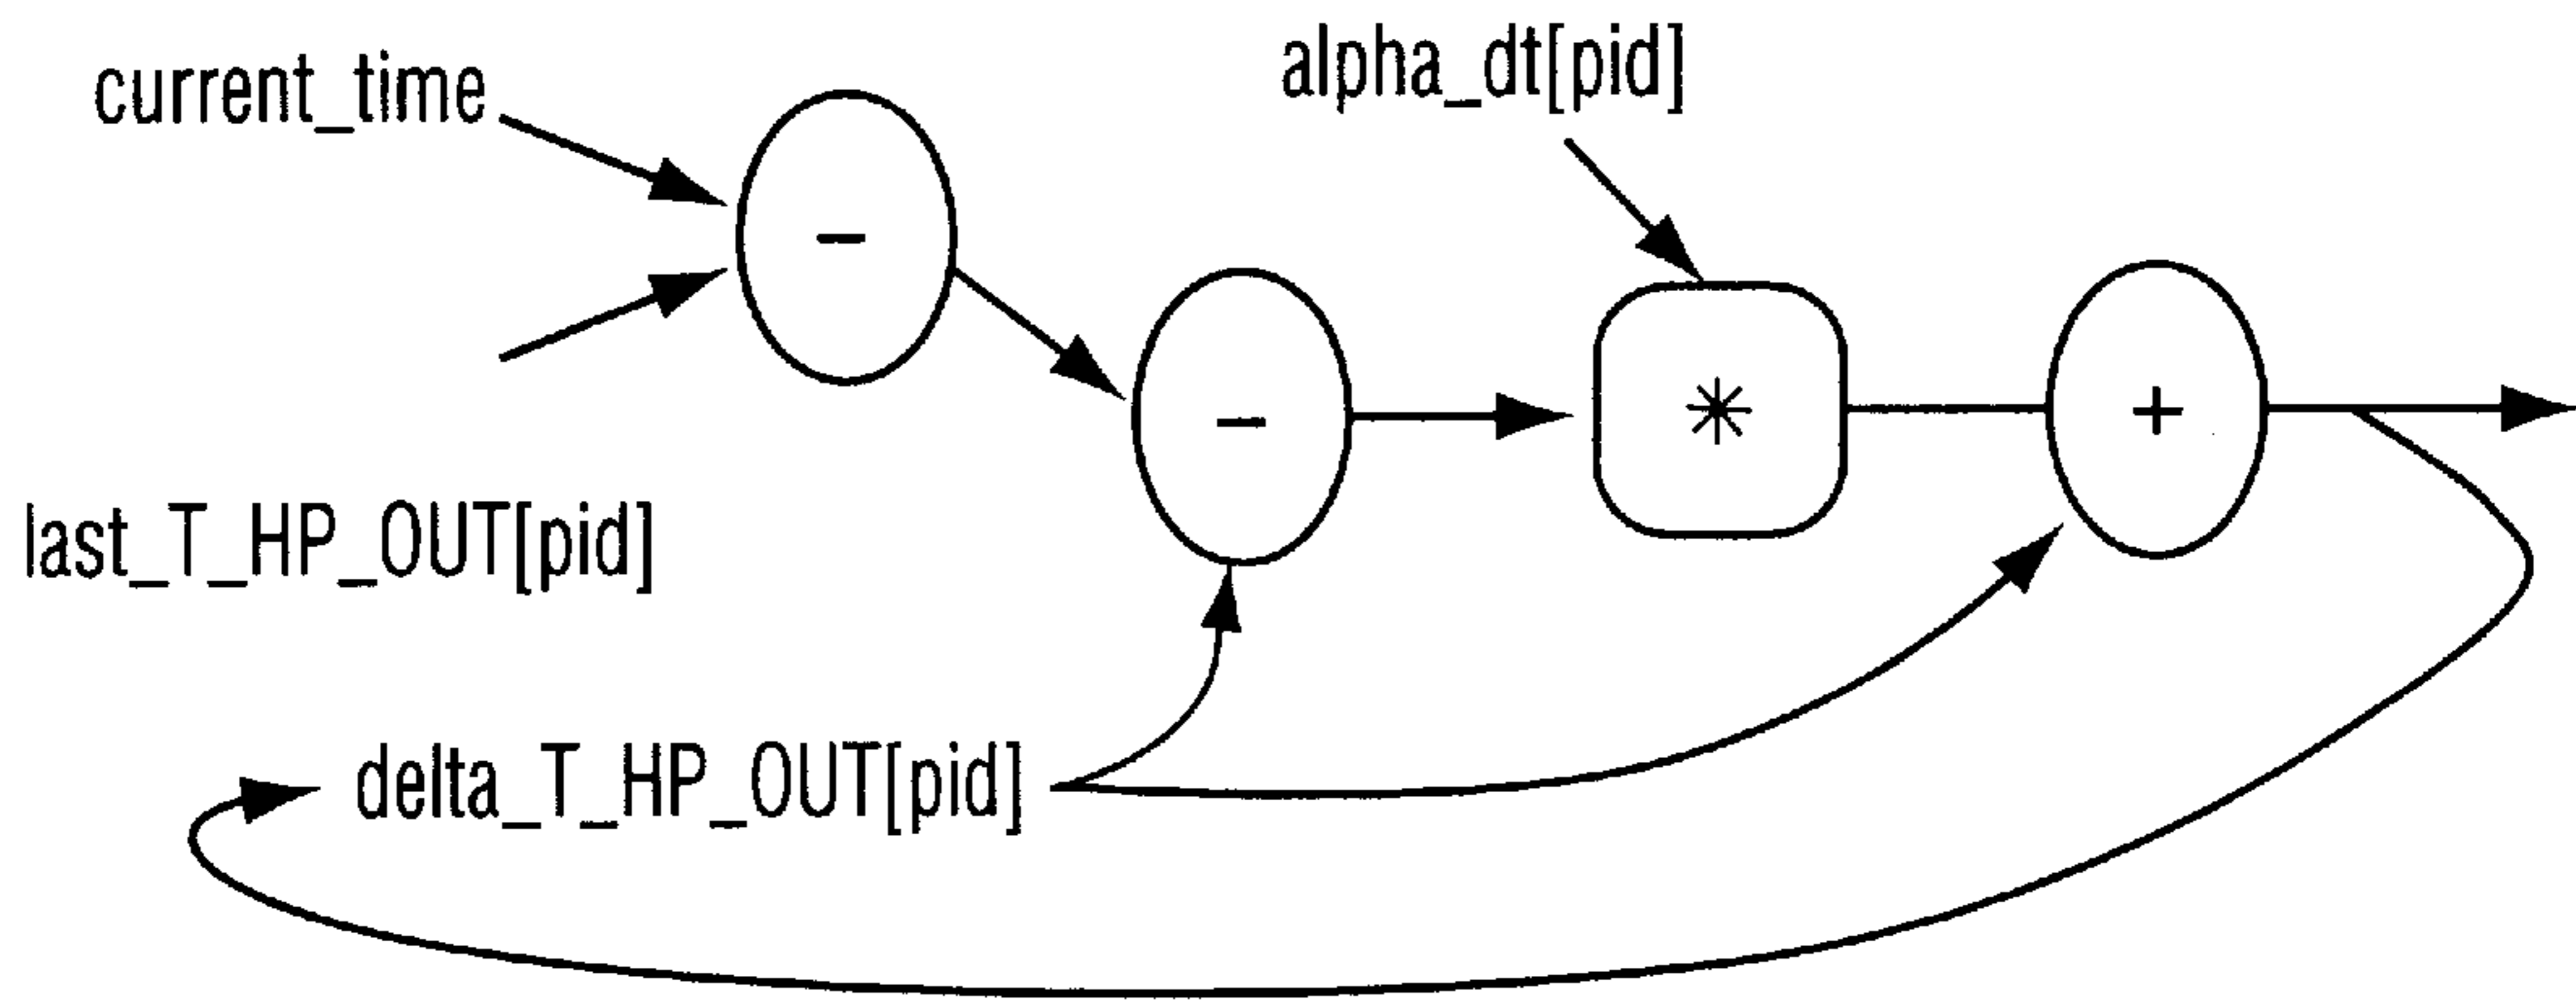 current_time
alpha_dt[pid]
−
−
*
+
last_T_HP_OUT[pid]
delta_T_HP_OUT[pid]